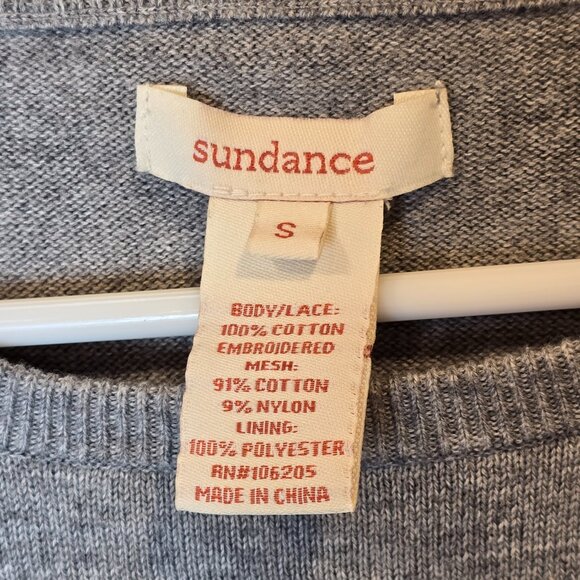 sundance
S
BODY/LACE:
100% COTTON
EMBROIDERED
MESH:
91% COTTON
9% NYLON
LINING:
100% POLYESTER
RN#106205
MADE IN CHINA